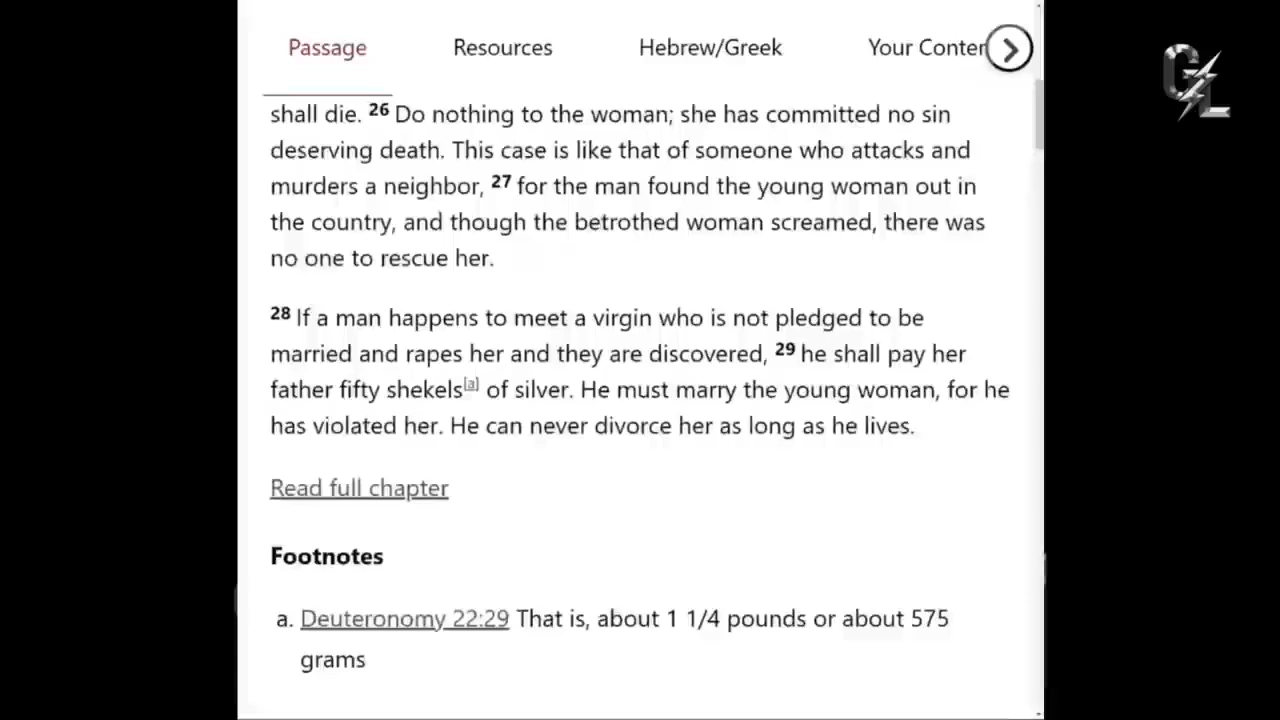 Passage Resources Hebrew/Greek Your Conten
shall die. 26 Do nothing to the woman; she has committed no sin
deserving death. This case is like that of someone who attacks and
murders a neighbor, 27 for the man found the young woman out in
the country, and though the betrothed woman screamed, there was
no one to rescue her.
28 If a man happens to meet a virgin who is not pledged to be
married and rapes her and they are discovered, 29 he shall pay her
father fifty shekels[a] of silver. He must marry the young woman, for he
has violated her. He can never divorce her as long as he lives.
Read full chapter
Footnotes
a. Deuteronomy 22:29 That is, about 1 1/4 pounds or about 575
grams
GL